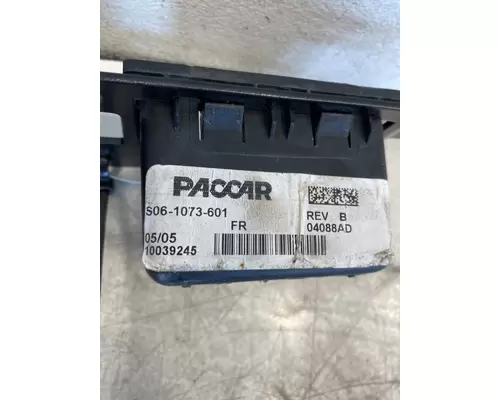 PACCAR
S06-1073-601
FR
REV B
05/05
04088AD
10039245